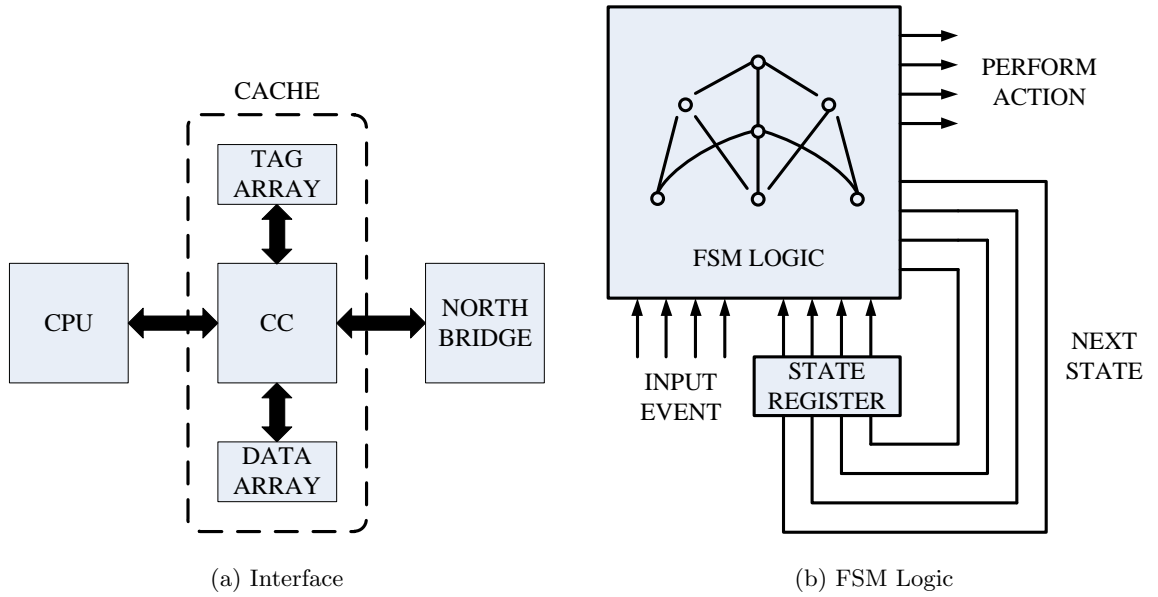 CACHE
TAG
ARRAY
CPU
CC
NORTH
BRIDGE
DATA
ARRAY
(a) Interface
PERFORM
ACTION
FSM LOGIC
INPUT
EVENT
STATE
REGISTER
NEXT
STATE
(b) FSM Logic